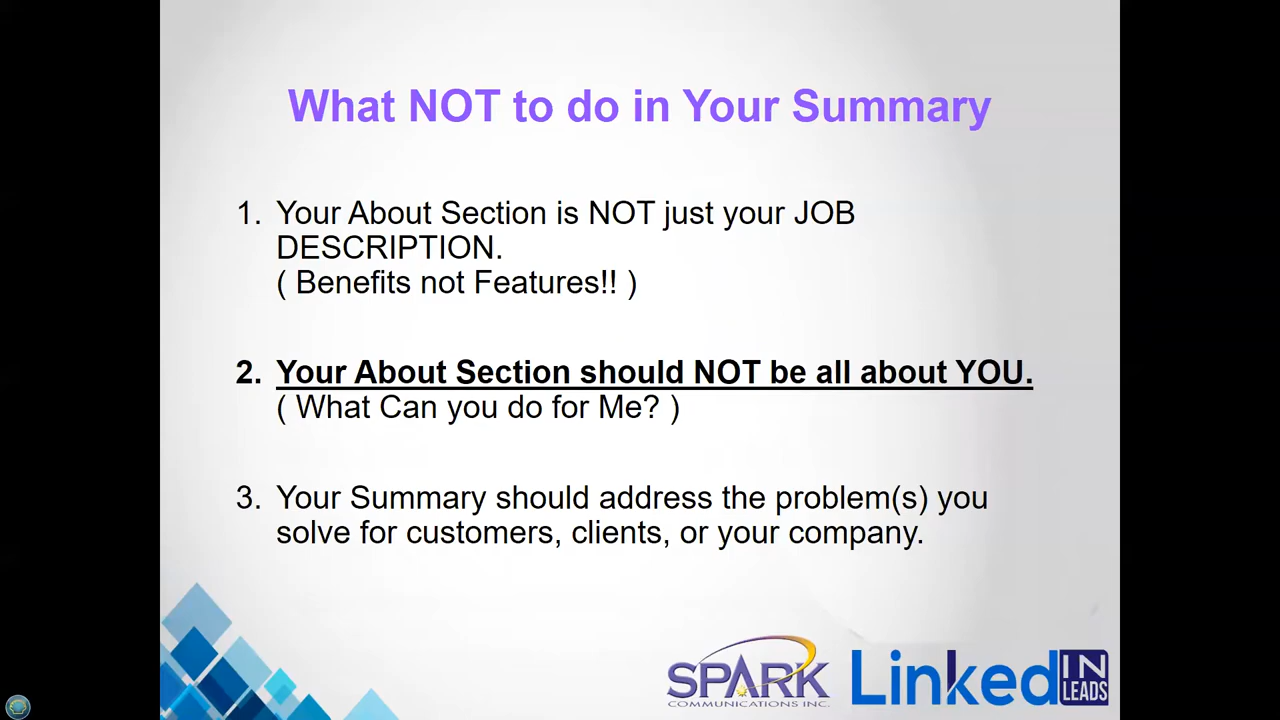 What NOT to do in Your Summary
1. Your About Section is NOT just your JOB
DESCRIPTION.
( Benefits not Features!! )
2. Your About Section should NOT be all about YOU.
( What Can you do for Me? )
3. Your Summary should address the problem(s) you
solve for customers, clients, or your company.
SPARK
COMMUNICATIONS INC.
Linked IN
LEADS